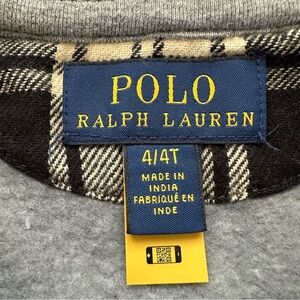 POLO
RALPH LAUREN
4/4T
MADE IN
INDIA
FABRIQUÉ EN
INDE